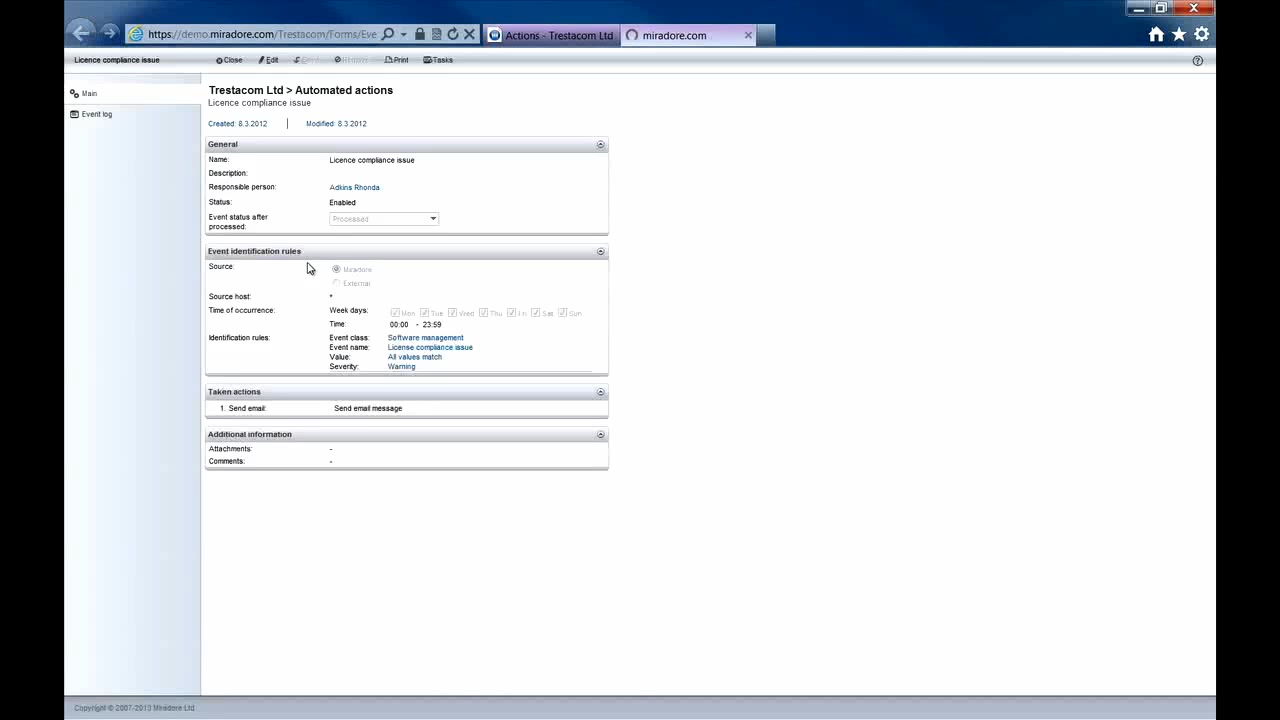 https://demo.miradore.com/Trestacom/Forms/Eve
Actions - Trestacom Ltd
miradore.com
Licence compliance issue
Close
Edit
Print
Tasks
Main
Event log
Trestacom Ltd > Automated actions
Licence compliance issue
Created: 8.3.2012 | Modified: 8.3.2012
General
Name: Licence compliance issue
Description:
Responsible person: Adkins Rhonda
Status: Enabled
Event status after
processed: Processed
Event identification rules
Source: Miradore
External
Source host: *
Time of occurrence: Week days: Mon Tue Wed Thu Fri Sat Sun
Time: 00:00 - 23:59
Identification rules: Event class: Software management
Event name: License compliance issue
Value: All values match
Severity: Warning
Taken actions
1. Send email: Send email message
Additional information
Attachments: -
Comments: -
Copyright © 2007-2013 Miradore Ltd